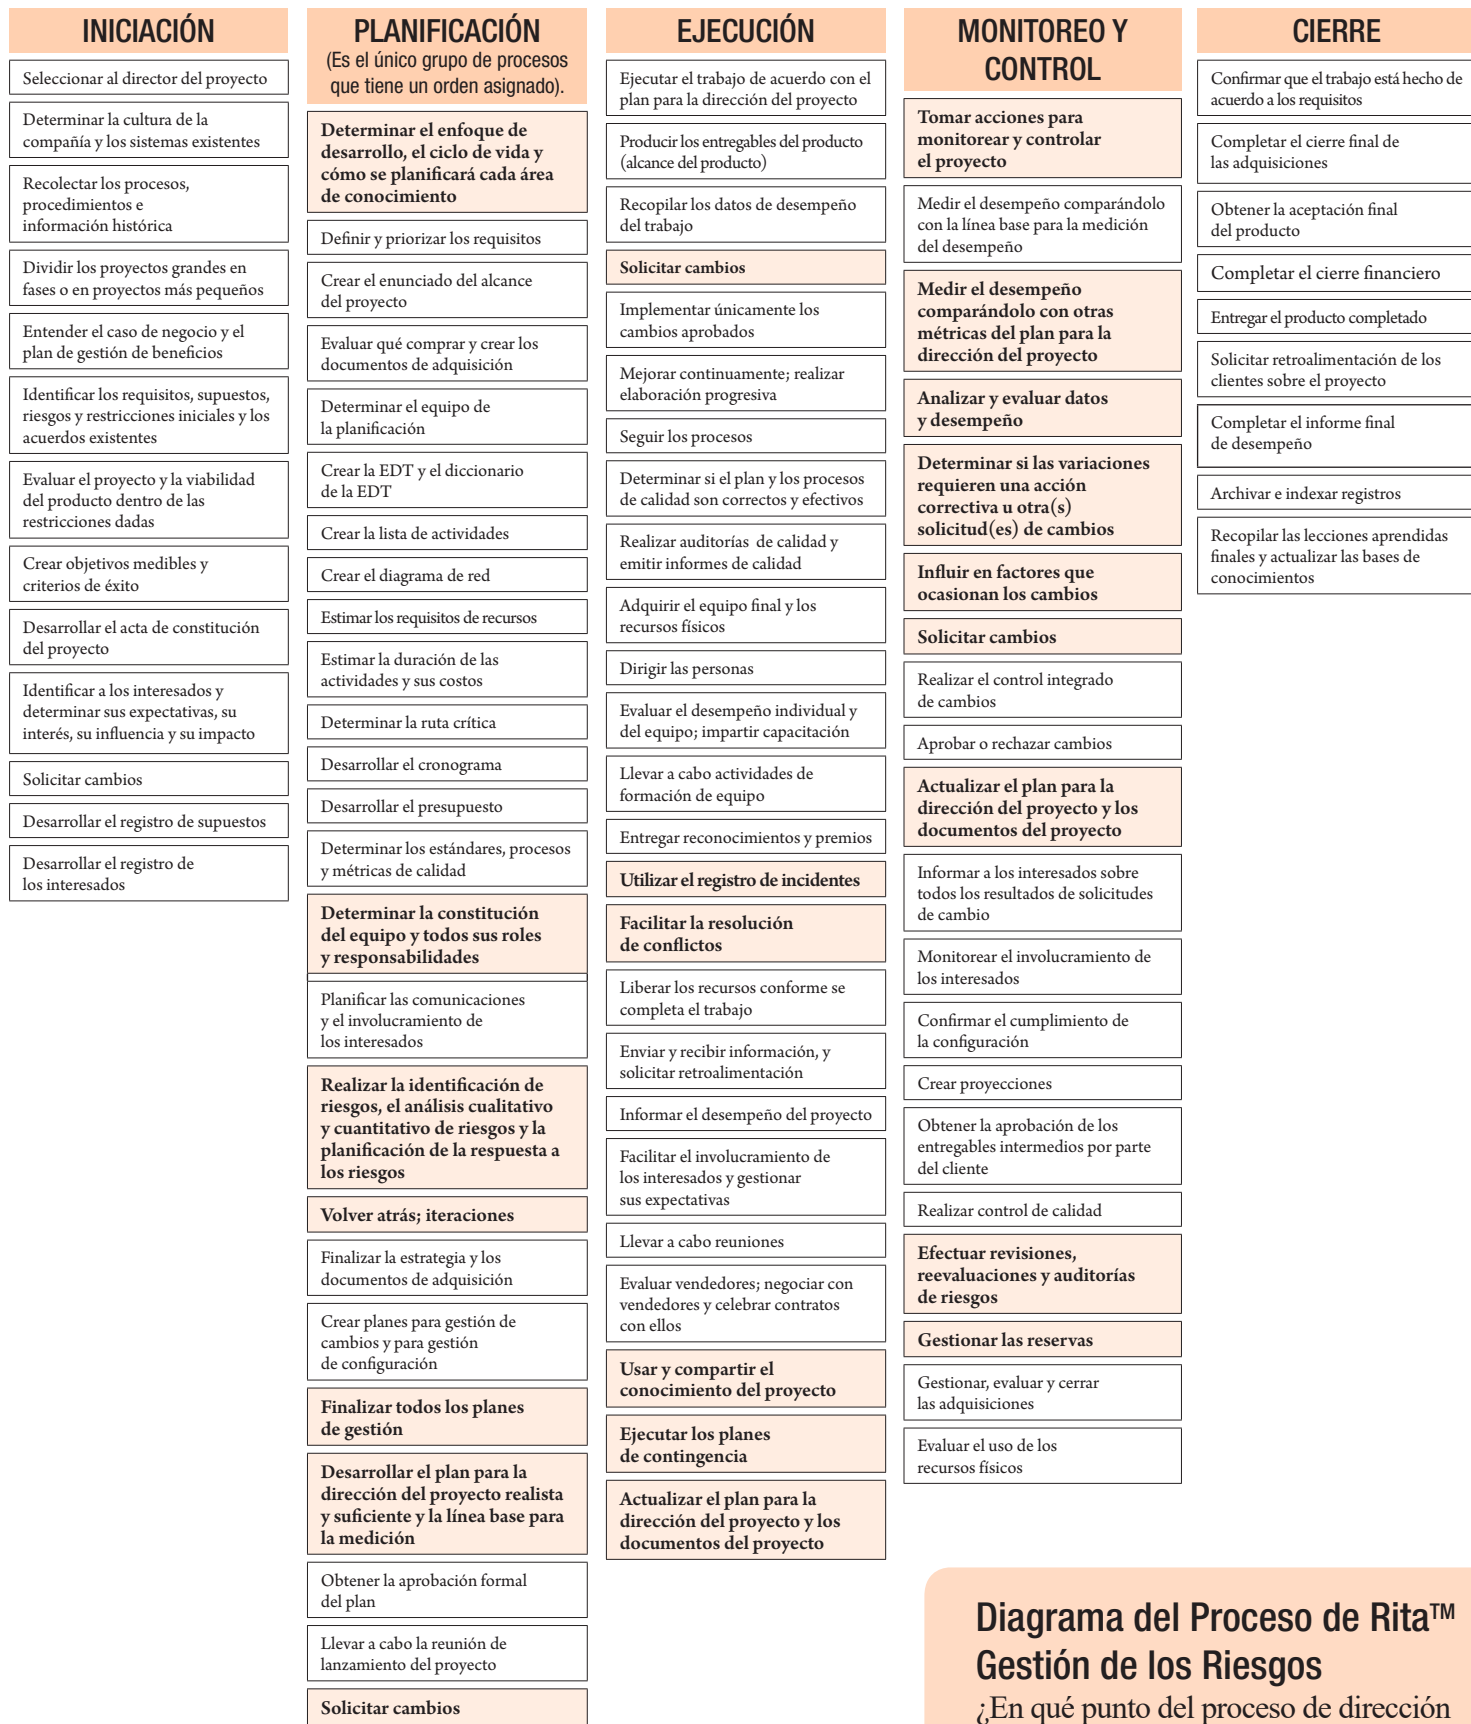 INICIACIÓN
Seleccionar al director del proyecto
Determinar la cultura de la
compañía y los sistemas existentes
Recolectar los procesos,
procedimientos e
información histórica
Dividir los proyectos grandes en
fases o en proyectos más pequeños
Entender el caso de negocio y el
plan de gestión de beneficios
Identificar los requisitos, supuestos,
riesgos y restricciones iniciales y los
acuerdos existentes
Evaluar el proyecto y la viabilidad
del producto dentro de las
restricciones dadas
Crear objetivos medibles y
criterios de éxito
Desarrollar el acta de constitución
del proyecto
Identificar a los interesados y
determinar sus expectativas, su
interés, su influencia y su impacto
Solicitar cambios
Desarrollar el registro de supuestos
Desarrollar el registro de
los interesados
PLANIFICACIÓN
(Es el único grupo de procesos
que tiene un orden asignado).
Determinar el enfoque de
desarrollo, el ciclo de vida y
cómo se planificará cada área
de conocimiento
Definir y priorizar los requisitos
Crear el enunciado del alcance
del proyecto
Evaluar qué comprar y crear los
documentos de adquisición
Determinar el equipo de
la planificación
Crear la EDT y el diccionario
de la EDT
Crear la lista de actividades
Crear el diagrama de red
Estimar los requisitos de recursos
Estimar la duración de las
actividades y sus costos
Determinar la ruta crítica
Desarrollar el cronograma
Desarrollar el presupuesto
Determinar los estándares, procesos
y métricas de calidad
Determinar la constitución
del equipo y todos sus roles
y responsabilidades
Planificar las comunicaciones
y el involucramiento de
los interesados
Realizar la identificación de
riesgos, el análisis cualitativo
y cuantitativo de riesgos y la
planificación de la respuesta a
los riesgos
Volver atrás; iteraciones
Finalizar la estrategia y los
documentos de adquisición
Crear planes para gestión de
cambios y para gestión
de configuración
Finalizar todos los planes
de gestión
Desarrollar el plan para la
dirección del proyecto realista
y suficiente y la línea base para
la medición
Obtener la aprobación formal
del plan
Llevar a cabo la reunión de
lanzamiento del proyecto
Solicitar cambios
EJECUCIÓN
Ejecutar el trabajo de acuerdo con el
plan para la dirección del proyecto
Producir los entregables del producto
(alcance del producto)
Recopilar los datos de desempeño
del trabajo
Solicitar cambios
Implementar únicamente los
cambios aprobados
Mejorar continuamente; realizar
elaboración progresiva
Seguir los procesos
Determinar si el plan y los procesos
de calidad son correctos y efectivos
Realizar auditorías de calidad y
emitir informes de calidad
Adquirir el equipo final y los
recursos físicos
Dirigir las personas
Evaluar el desempeño individual y
del equipo; impartir capacitación
Llevar a cabo actividades de
formación de equipo
Entregar reconocimientos y premios
Utilizar el registro de incidentes
Facilitar la resolución
de conflictos
Liberar los recursos conforme se
completa el trabajo
Enviar y recibir información, y
solicitar retroalimentación
Informar el desempeño del proyecto
Facilitar el involucramiento de
los interesados y gestionar
sus expectativas
Llevar a cabo reuniones
Evaluar vendedores; negociar con
vendedores y celebrar contratos
con ellos
Usar y compartir el
conocimiento del proyecto
Ejecutar los planes
de contingencia
Actualizar el plan para la
dirección del proyecto y los
documentos del proyecto
MONITOREO Y
CONTROL
Tomar acciones para
monitorear y controlar
el proyecto
Medir el desempeño comparándolo
con la línea base para la medición
del desempeño
Medir el desempeño
comparándolo con otras
métricas del plan para la
dirección del proyecto
Analizar y evaluar datos
y desempeño
Determinar si las variaciones
requieren una acción
correctiva u otra(s)
solicitud(es) de cambios
Influir en factores que
ocasionan los cambios
Solicitar cambios
Realizar el control integrado
de cambios
Aprobar o rechazar cambios
Actualizar el plan para la
dirección del proyecto y los
documentos del proyecto
Informar a los interesados sobre
todos los resultados de solicitudes
de cambio
Monitorear el involucramiento de
los interesados
Confirmar el cumplimiento de
la configuración
Crear proyecciones
Obtener la aprobación de los
entregables intermedios por parte
del cliente
Realizar control de calidad
Efectuar revisiones,
reevaluaciones y auditorías
de riesgos
Gestionar las reservas
Gestionar, evaluar y cerrar
las adquisiciones
Evaluar el uso de los
recursos físicos
CIERRE
Confirmar que el trabajo está hecho de
acuerdo a los requisitos
Completar el cierre final de
las adquisiciones
Obtener la aceptación final
del producto
Completar el cierre financiero
Entregar el producto completado
Solicitar retroalimentación de los
clientes sobre el proyecto
Completar el informe final
de desempeño
Archivar e indexar registros
Recopilar las lecciones aprendidas
finales y actualizar las bases de
conocimientos
Diagrama del Proceso de Rita™
Gestión de los Riesgos
¿En qué punto del proceso de dirección